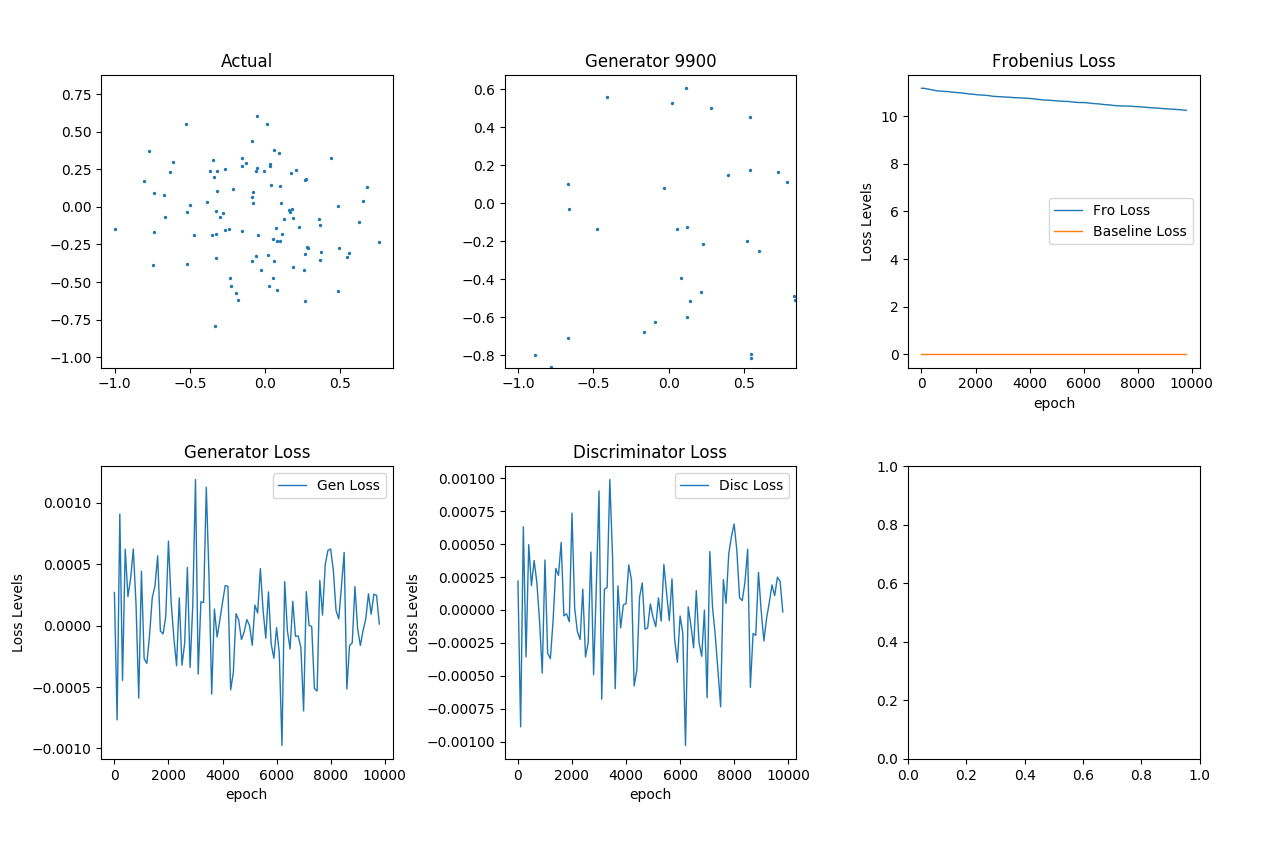 Actual
0.75
0.50
0.25
0.00
−0.25
−0.50
−0.75
−1.00
−1.0 −0.5 0.0 0.5
Generator 9900
0.6
0.4
0.2
0.0
−0.2
−0.4
−0.6
−0.8
−1.0 −0.5 0.0 0.5
Frobenius Loss
Loss Levels
10
8
6
4
2
0
Fro Loss
Baseline Loss
0 2000 4000 6000 8000 10000
epoch
Generator Loss
Loss Levels
0.0010
0.0005
0.0000
−0.0005
−0.0010
Gen Loss
0 2000 4000 6000 8000 10000
epoch
Discriminator Loss
Loss Levels
0.00100
0.00075
0.00050
0.00025
0.00000
−0.00025
−0.00050
−0.00075
−0.00100
Disc Loss
0 2000 4000 6000 8000 10000
epoch
1.0
0.8
0.6
0.4
0.2
0.0
0.0 0.2 0.4 0.6 0.8 1.0